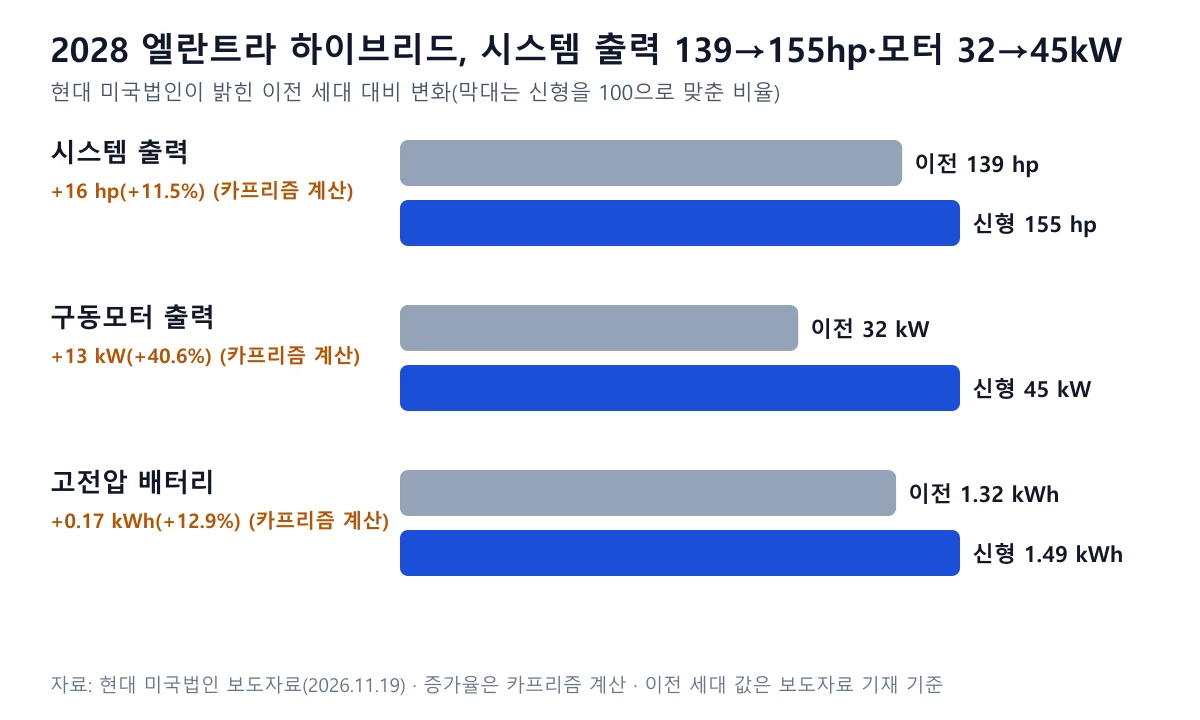 2028 엘란트라 하이브리드, 시스템 출력 139→155hp·모터 32→45kW
현대 미국법인이 밝힌 이전 세대 대비 변화(막대는 신형을 100으로 맞춘 비율)
시스템 출력
+16 hp(+11.5%) (카프리즘 계산)
이전 139 hp
신형 155 hp
구동모터 출력
+13 kW(+40.6%) (카프리즘 계산)
이전 32 kW
신형 45 kW
고전압 배터리
+0.17 kWh(+12.9%) (카프리즘 계산)
이전 1.32 kWh
신형 1.49 kWh
자료: 현대 미국법인 보도자료(2026.11.19) · 증가율은 카프리즘 계산 · 이전 세대 값은 보도자료 기재 기준